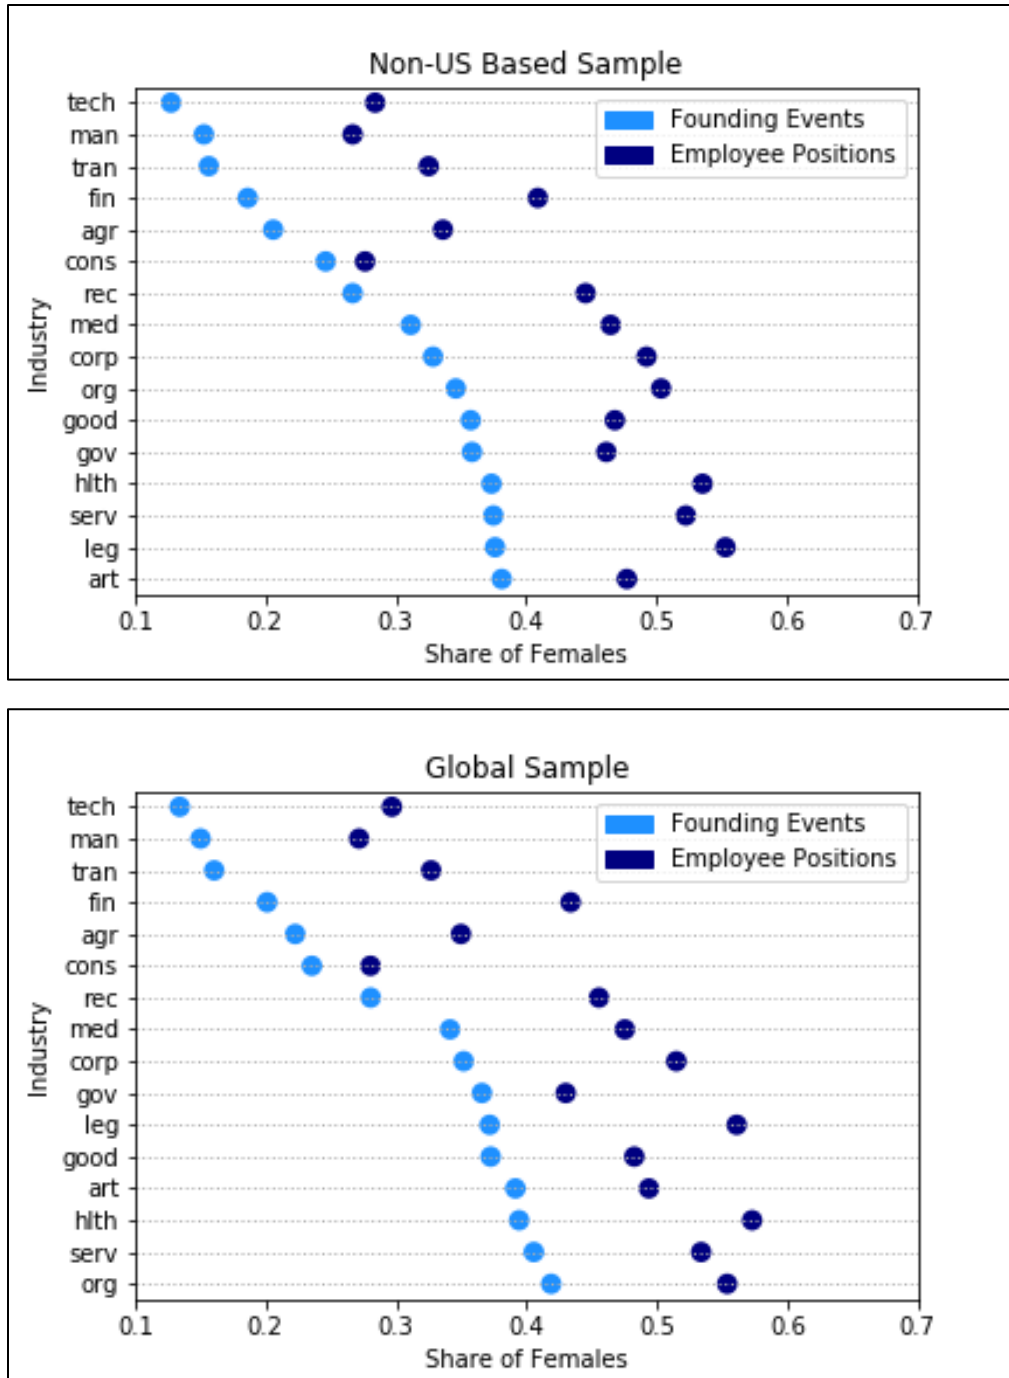 Non-US Based Sample
Founding Events
Employee Positions
Industry
tech
man
tran
fin
agr
cons
rec
med
corp
org
good
gov
hlth
serv
leg
art
0.1 0.2 0.3 0.4 0.5 0.6 0.7
Share of Females
Global Sample
Founding Events
Employee Positions
Industry
tech
man
tran
fin
agr
cons
rec
med
corp
gov
leg
good
art
hlth
serv
org
0.1 0.2 0.3 0.4 0.5 0.6 0.7
Share of Females